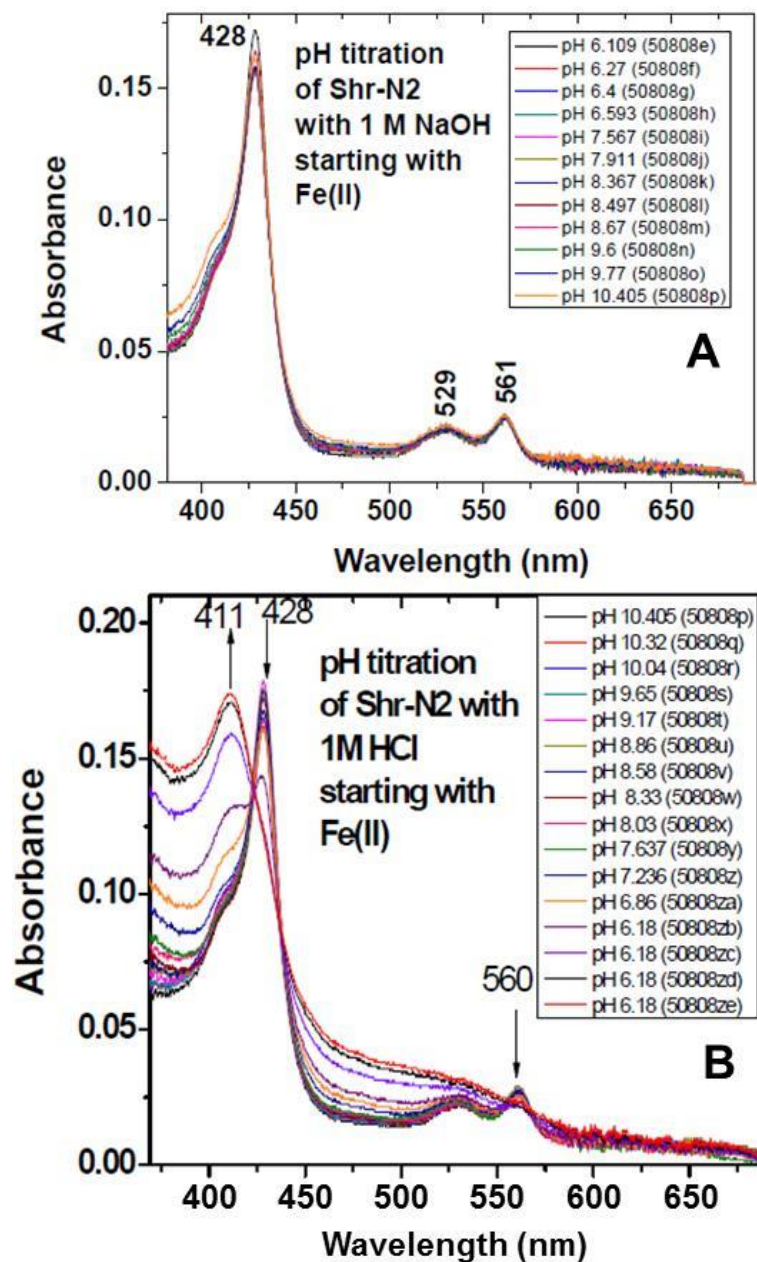 428
pH titration
of Shr-N2
with 1 M NaOH
starting with
Fe(II)
pH 6.109 (50808e)
pH 6.27 (50808f)
pH 6.4 (50808g)
pH 6.593 (50808h)
pH 7.567 (50808i)
pH 7.911 (50808j)
pH 8.367 (50808k)
pH 8.497 (50808l)
pH 8.67 (50808m)
pH 9.6 (50808n)
pH 9.77 (50808o)
pH 10.405 (50808p)
A
529
561
0.15
0.10
0.05
0.00
Absorbance
400 450 500 550 600 650
Wavelength (nm)
411 428
pH titration
of Shr-N2 with
1M HCl
starting with
Fe(II)
pH 10.405 (50808p)
pH 10.32 (50808q)
pH 10.04 (50808r)
pH 9.65 (50808s)
pH 9.17 (50808t)
pH 8.86 (50808u)
pH 8.58 (50808v)
pH 8.33 (50808w)
pH 8.03 (50808x)
pH 7.637 (50808y)
pH 7.236 (50808z)
pH 6.86 (50808za)
pH 6.18 (50808zb)
pH 6.18 (50808zc)
pH 6.18 (50808zd)
pH 6.18 (50808ze)
560
B
0.20
0.15
0.10
0.05
0.00
Absorbance
400 450 500 550 600 650
Wavelength (nm)